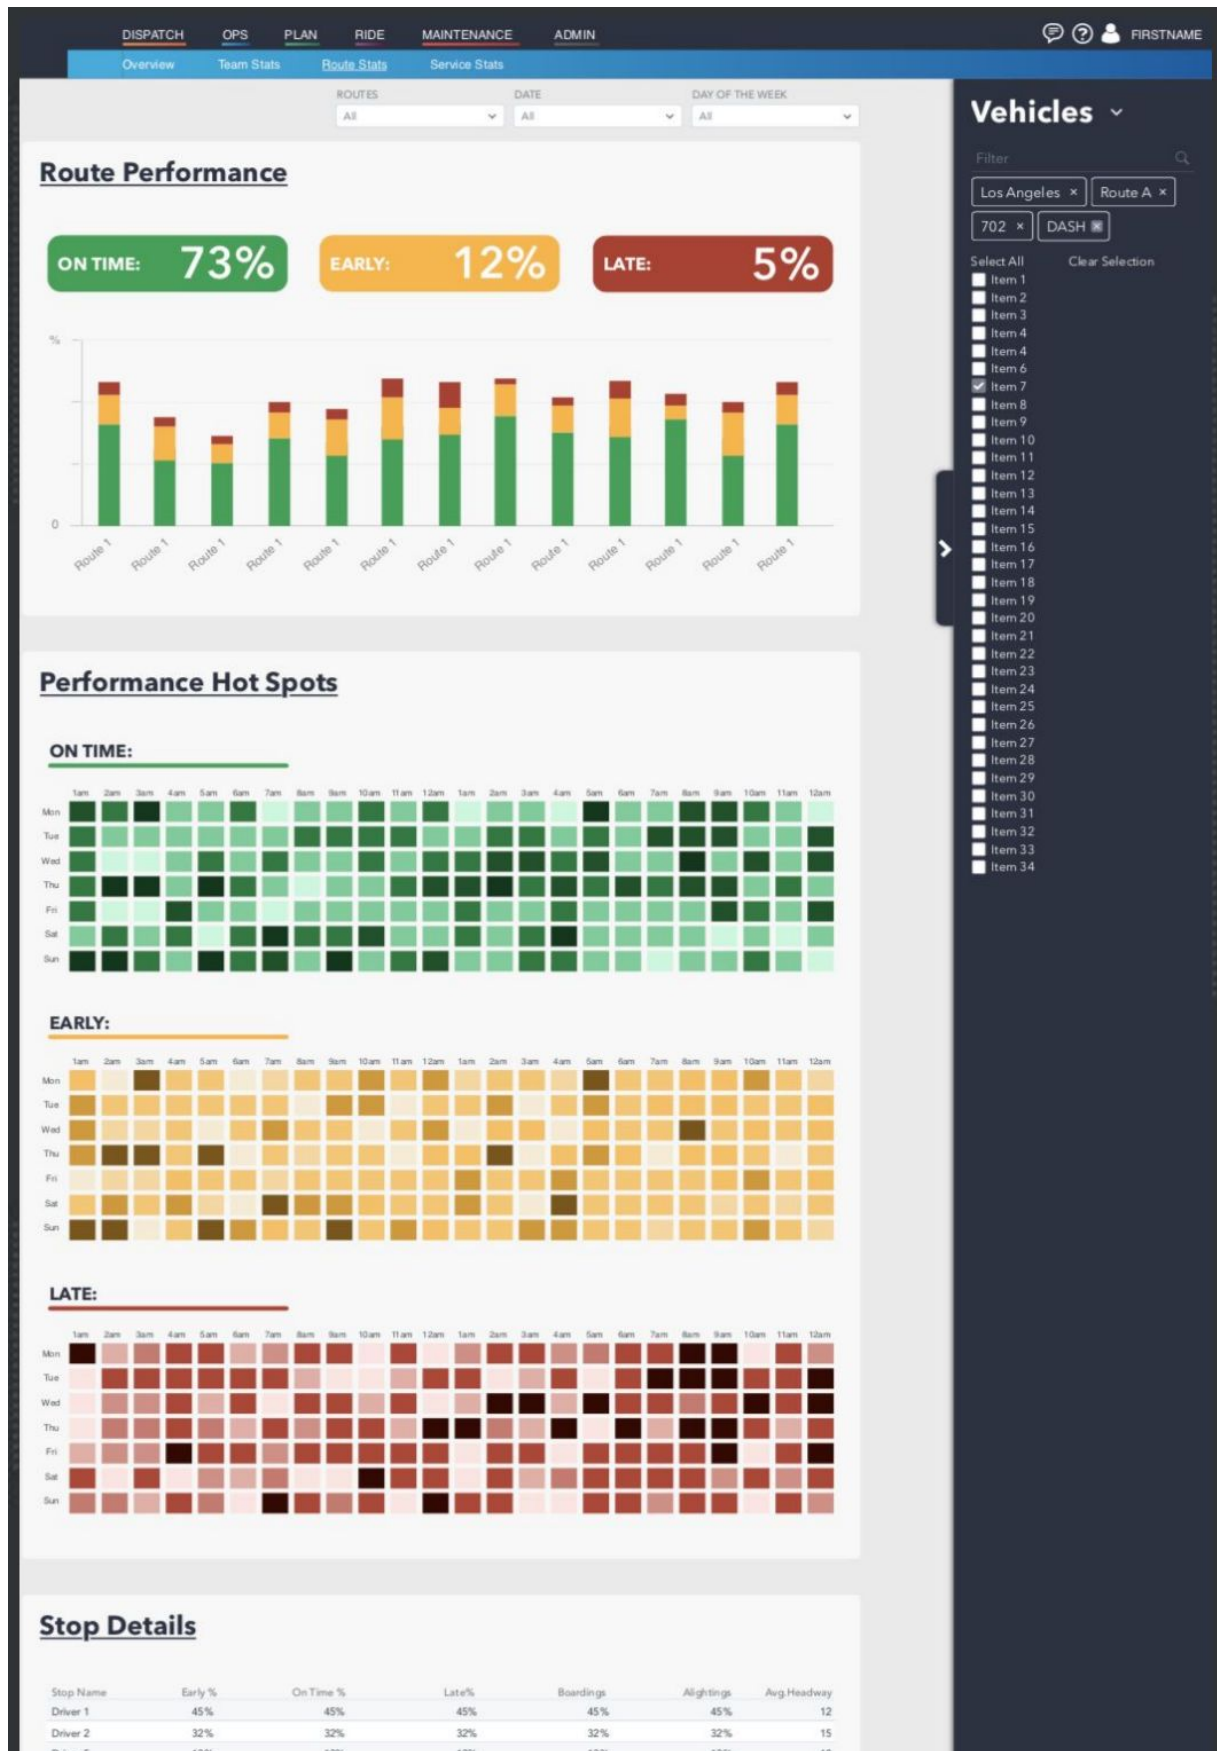 DISPATCH OPS PLAN RIDE MAINTENANCE ADMIN FIRSTNAME
Overview Team Stats Route Stats Service Stats
ROUTES DATE DAY OF THE WEEK
All All All
Route Performance
ON TIME: 73% EARLY: 12% LATE: 5%
%
0
Route 1 Route 1 Route 1 Route 1 Route 1 Route 1 Route 1 Route 1 Route 1 Route 1 Route 1 Route 1 Route 1
Performance Hot Spots
ON TIME:
1am 2am 3am 4am 5am 6am 7am 8am 9am 10am 11am 12am 1am 2am 3am 4am 5am 6am 7am 8am 9am 10am 11am 12am
Mon
Tue
Wed
Thu
Fri
Sat
Sun
EARLY:
1am 2am 3am 4am 5am 6am 7am 8am 9am 10am 11am 12am 1am 2am 3am 4am 5am 6am 7am 8am 9am 10am 11am 12am
Mon
Tue
Wed
Thu
Fri
Sat
Sun
LATE:
1am 2am 3am 4am 5am 6am 7am 8am 9am 10am 11am 12am 1am 2am 3am 4am 5am 6am 7am 8am 9am 10am 11am 12am
Mon
Tue
Wed
Thu
Fri
Sat
Sun
Stop Details
Stop Name Early % On Time % Late% Boardings Alightings Avg.Headway
Driver 1 45% 45% 45% 45% 45% 12
Driver 2 32% 32% 32% 32% 32% 15
Vehicles
Filter
Los Angeles × Route A ×
702 × DASH ×
Select All Clear Selection
Item 1
Item 2
Item 3
Item 4
Item 4
Item 6
Item 7
Item 8
Item 9
Item 10
Item 11
Item 12
Item 13
Item 14
Item 15
Item 16
Item 17
Item 18
Item 19
Item 20
Item 21
Item 22
Item 23
Item 24
Item 25
Item 26
Item 27
Item 28
Item 29
Item 30
Item 31
Item 32
Item 33
Item 34